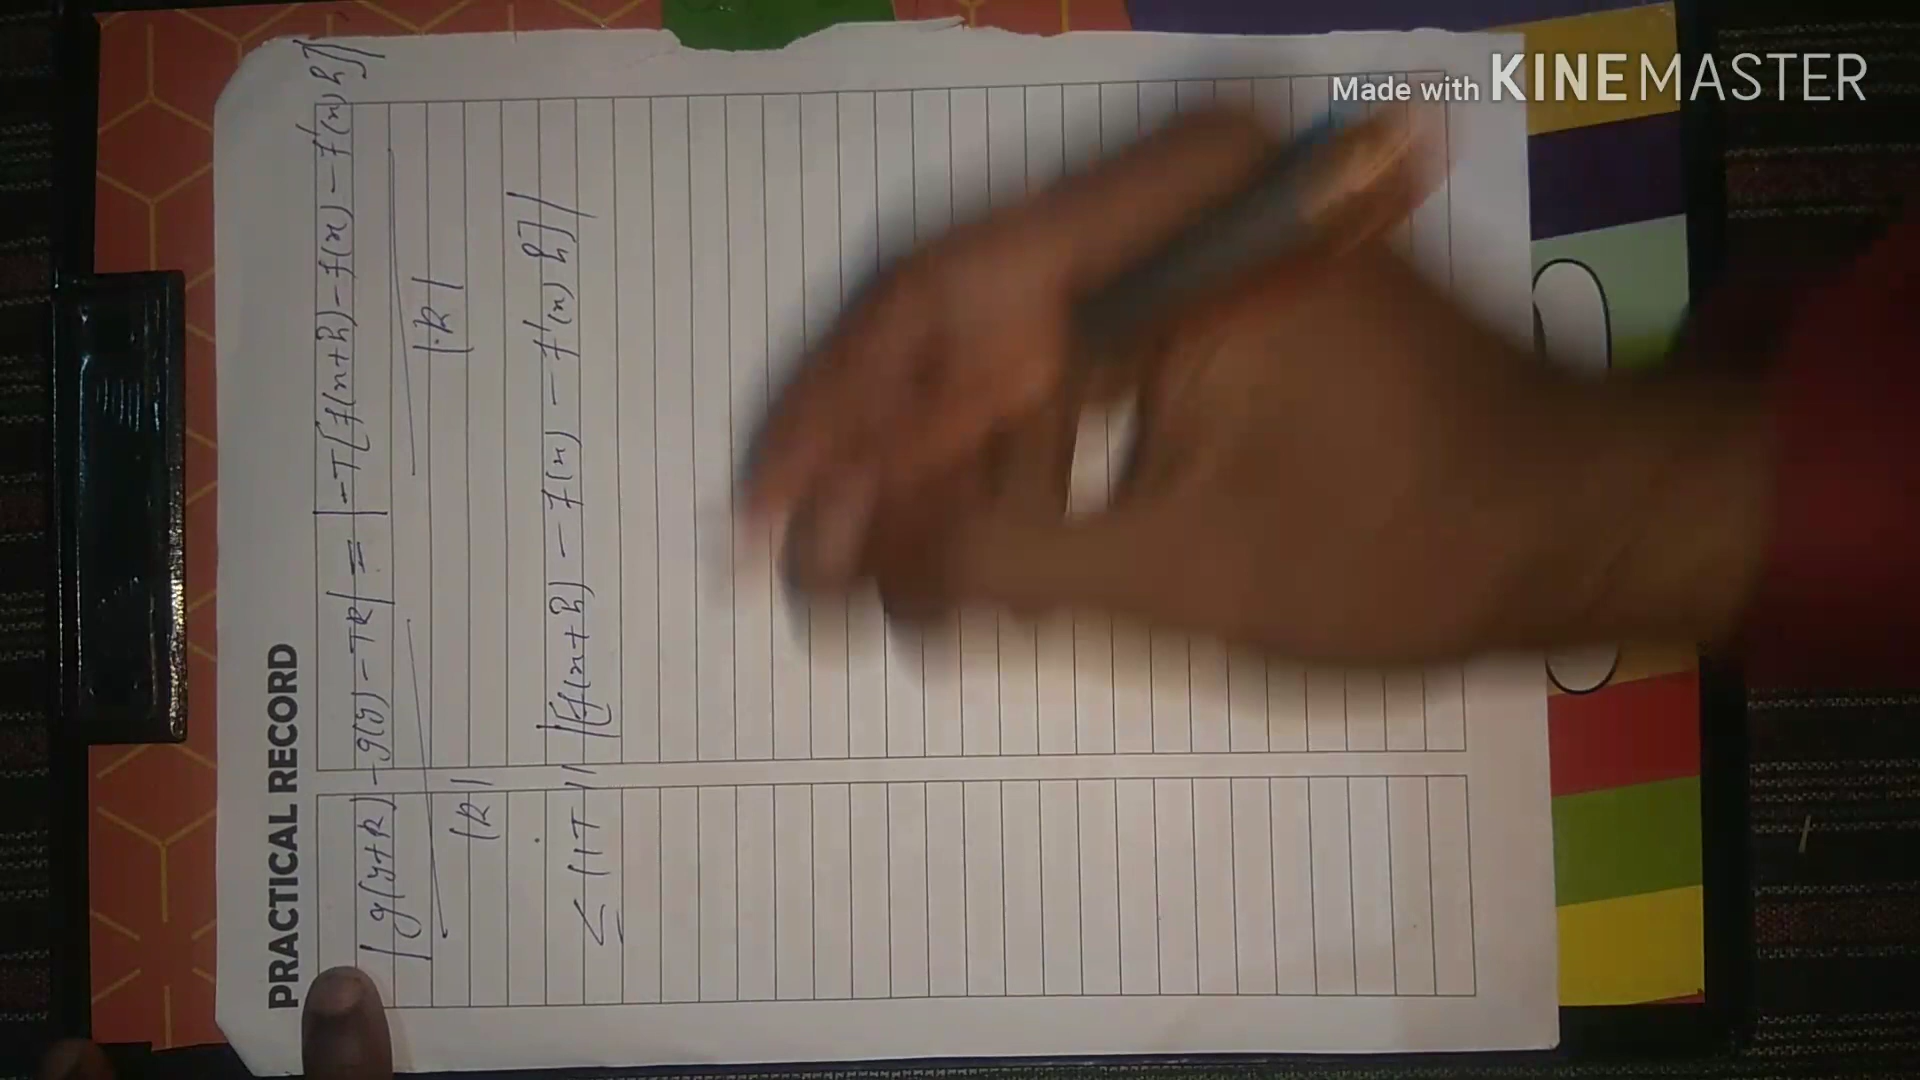 Made with KINEMASTER
PRACTICAL RECORD
|g(y+k) - g(y) - Tk| = |-T[f(x+h) - f(x) - f'(x)h]|
|k| |k|
≤ ||T|| |[f(x+h) - f(x) - f'(x)h]|